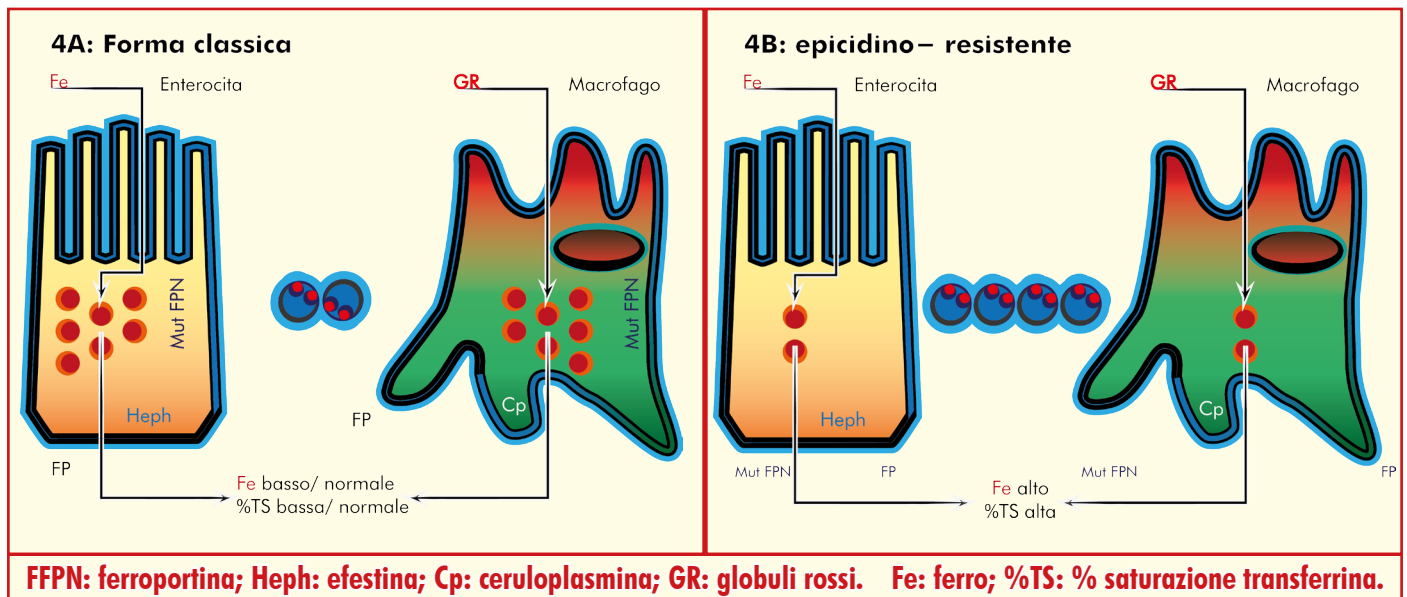 4A: Forma classica
Fe
Enterocita
GR
Macrofago
Mut FPN
Mut FPN
Heph
Cp
FP
FP
Fe basso/ normale
%TS bassa/ normale
4B: epicidino– resistente
Fe
Enterocita
GR
Macrofago
Heph
Cp
Mut FPN
FP
Mut FPN
FP
Fe alto
%TS alta
FFPN: ferroportina; Heph: efestina; Cp: ceruloplasmina; GR: globuli rossi. Fe: ferro; %TS: % saturazione transferrina.